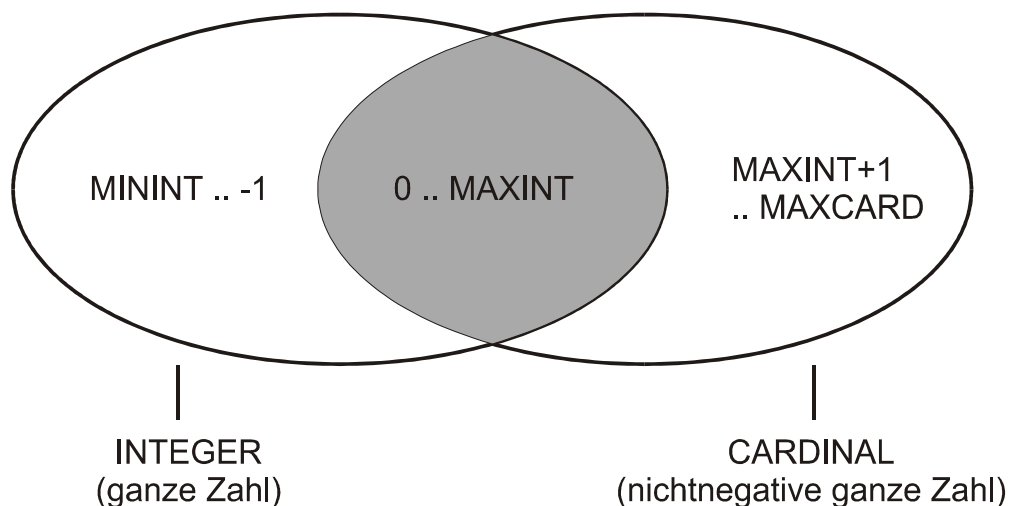 MININT .. -1
0 .. MAXINT
MAXINT+1
.. MAXCARD
INTEGER
(ganze Zahl)
CARDINAL
(nichtnegative ganze Zahl)